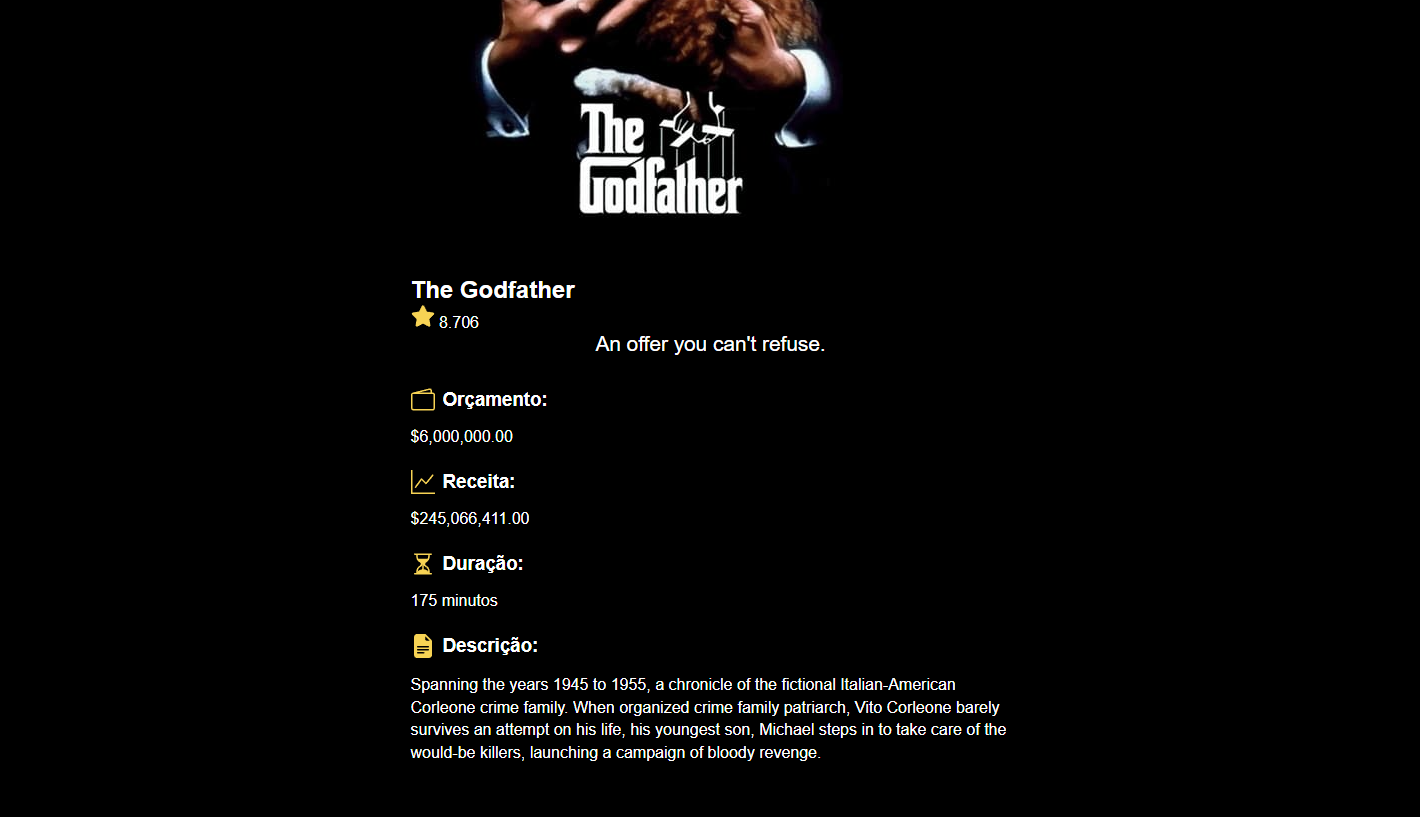 The
Godfather
The Godfather
8.706
An offer you can't refuse.
Orçamento:
$6,000,000.00
Receita:
$245,066,411.00
Duração:
175 minutos
Descrição:
Spanning the years 1945 to 1955, a chronicle of the fictional Italian-American
Corleone crime family. When organized crime family patriarch, Vito Corleone barely
survives an attempt on his life, his youngest son, Michael steps in to take care of the
would-be killers, launching a campaign of bloody revenge.